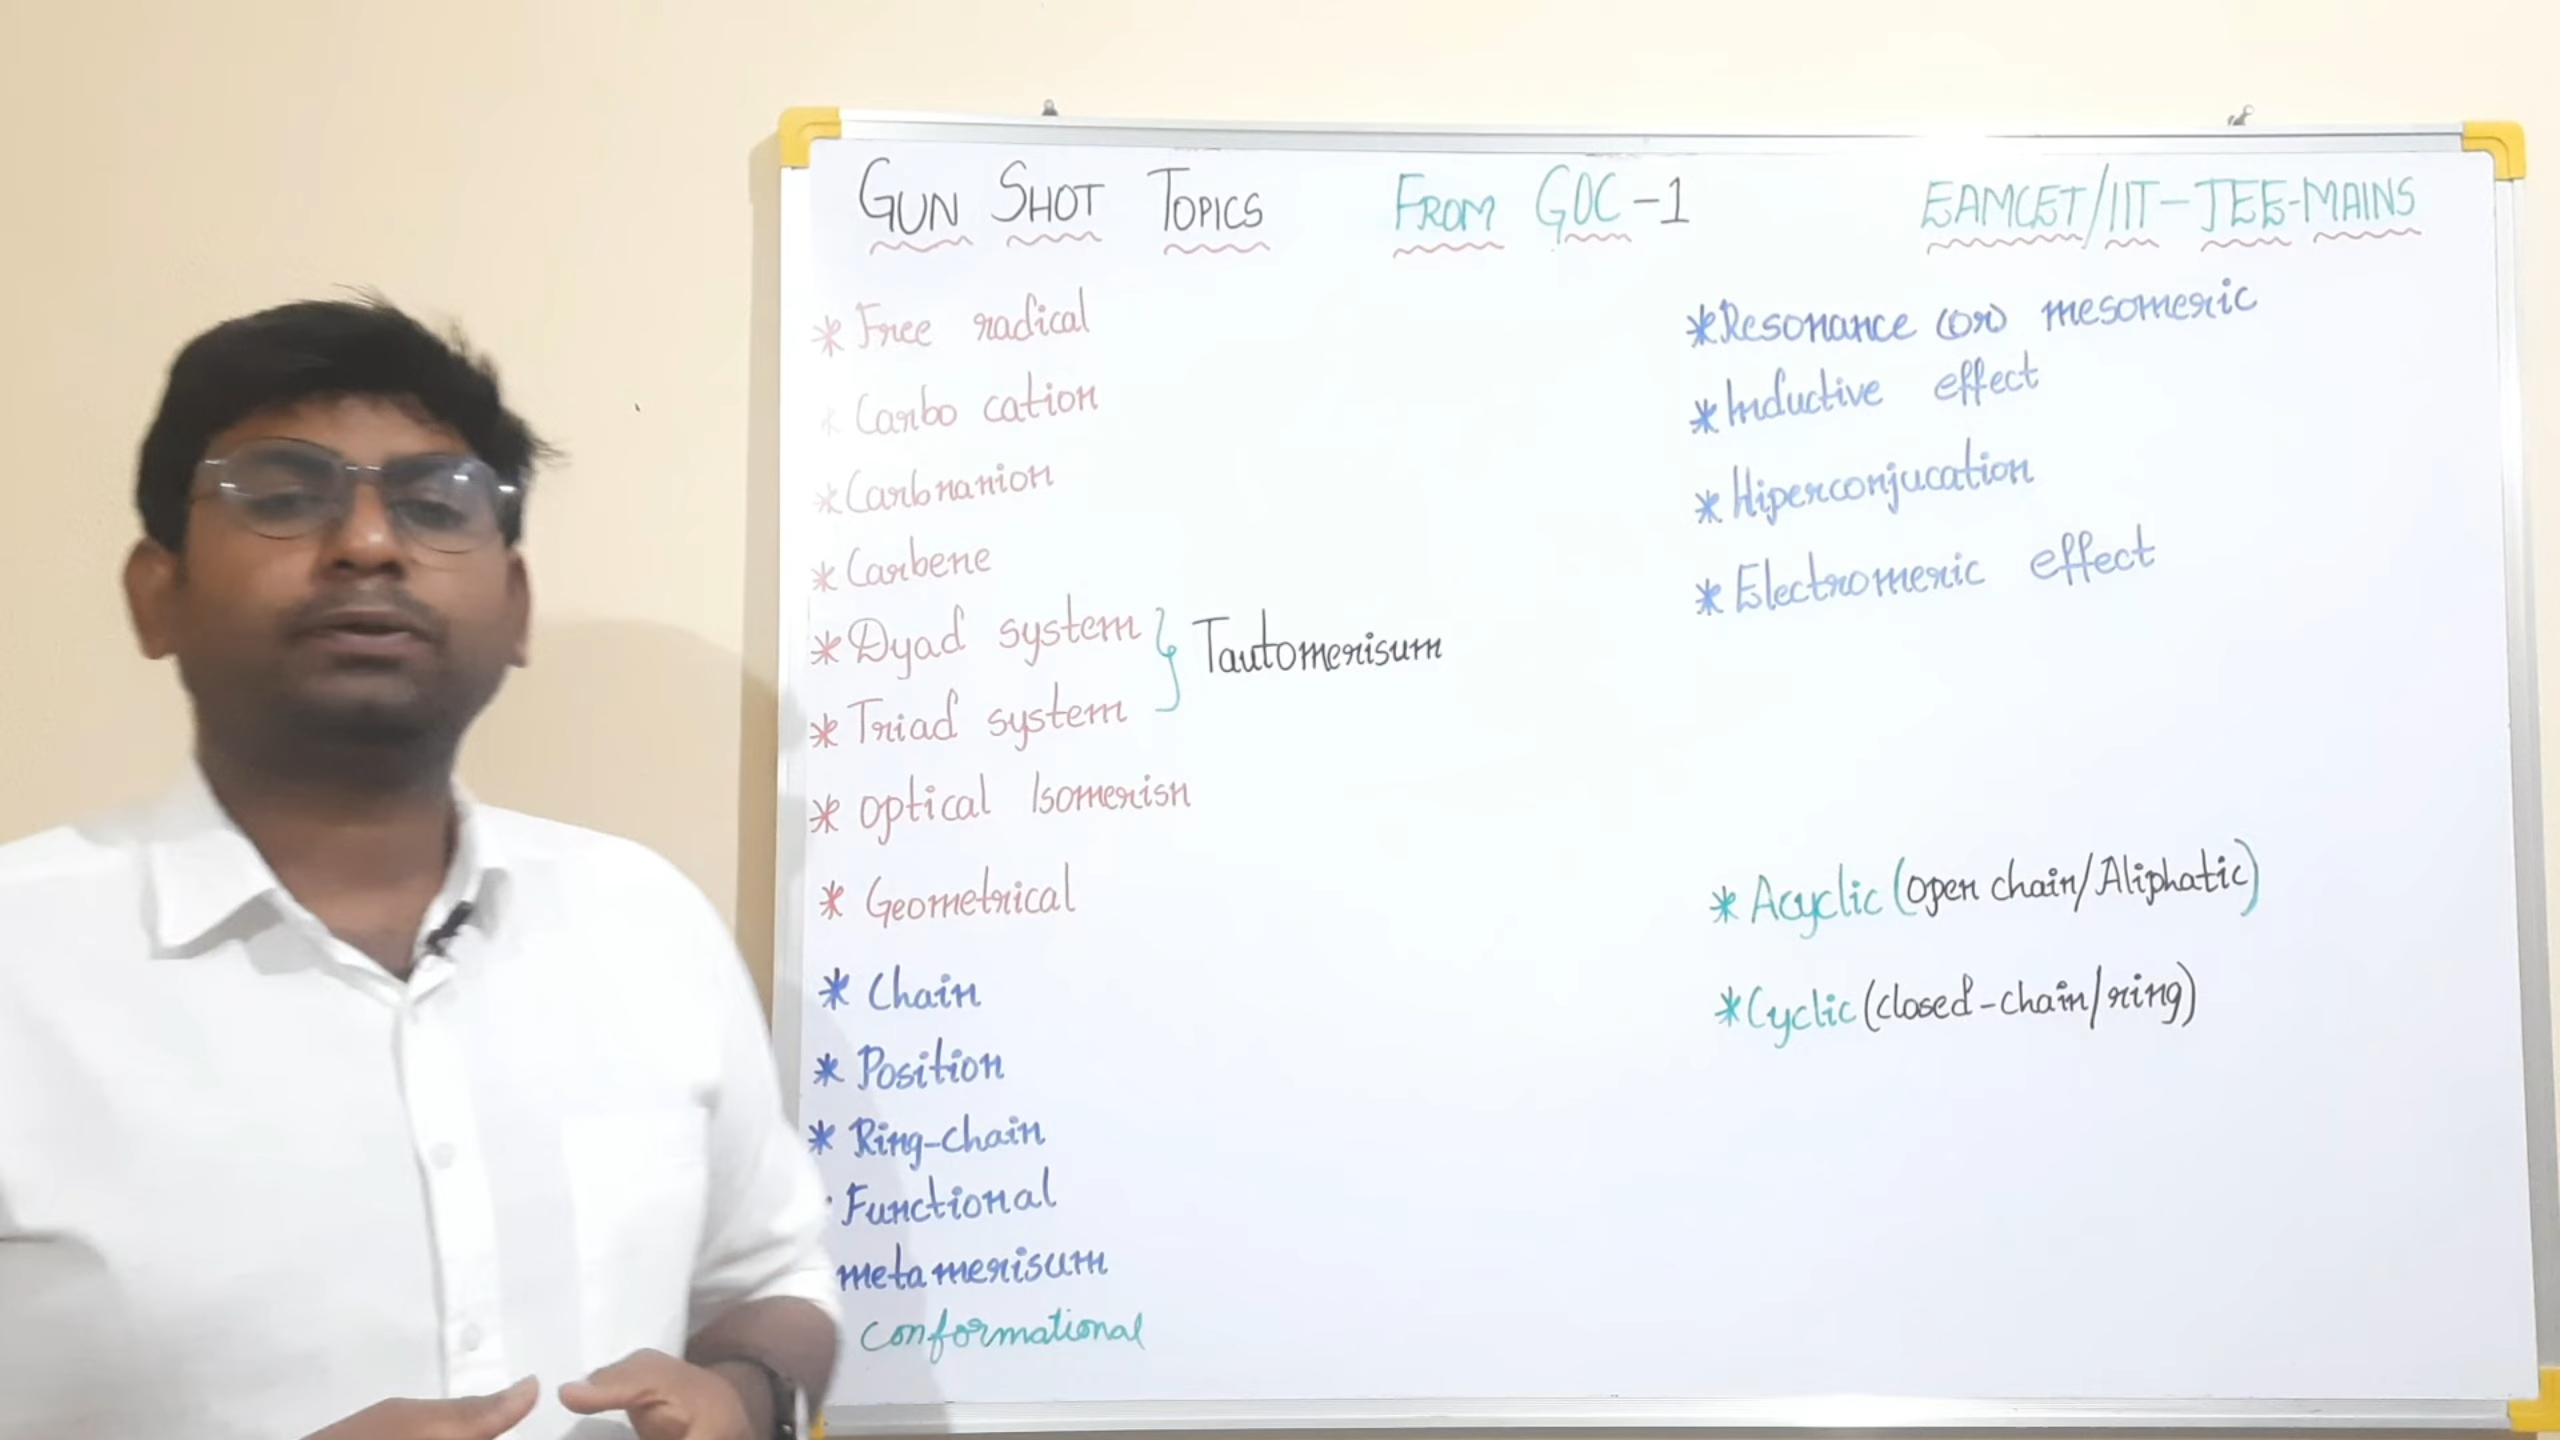 GUN SHOT TOPICS FROM GOC-1 EAMCET/IIT-JEE-MAINS
* Free radical
* Carbo cation
* Carbnanion
* Carbene
* Dyad system } Tautomerisum
* Triad system
* optical Isomerisn
* Geometrical
* Chain
* Position
* Ring-chain
Functional
metamerisum
conformational
* Resonance (or) mesomeric
* Inductive effect
* Hiperconjucation
* Electromeric effect
* Acyclic (open chain/Aliphatic)
* Cyclic (closed-chain/ring)